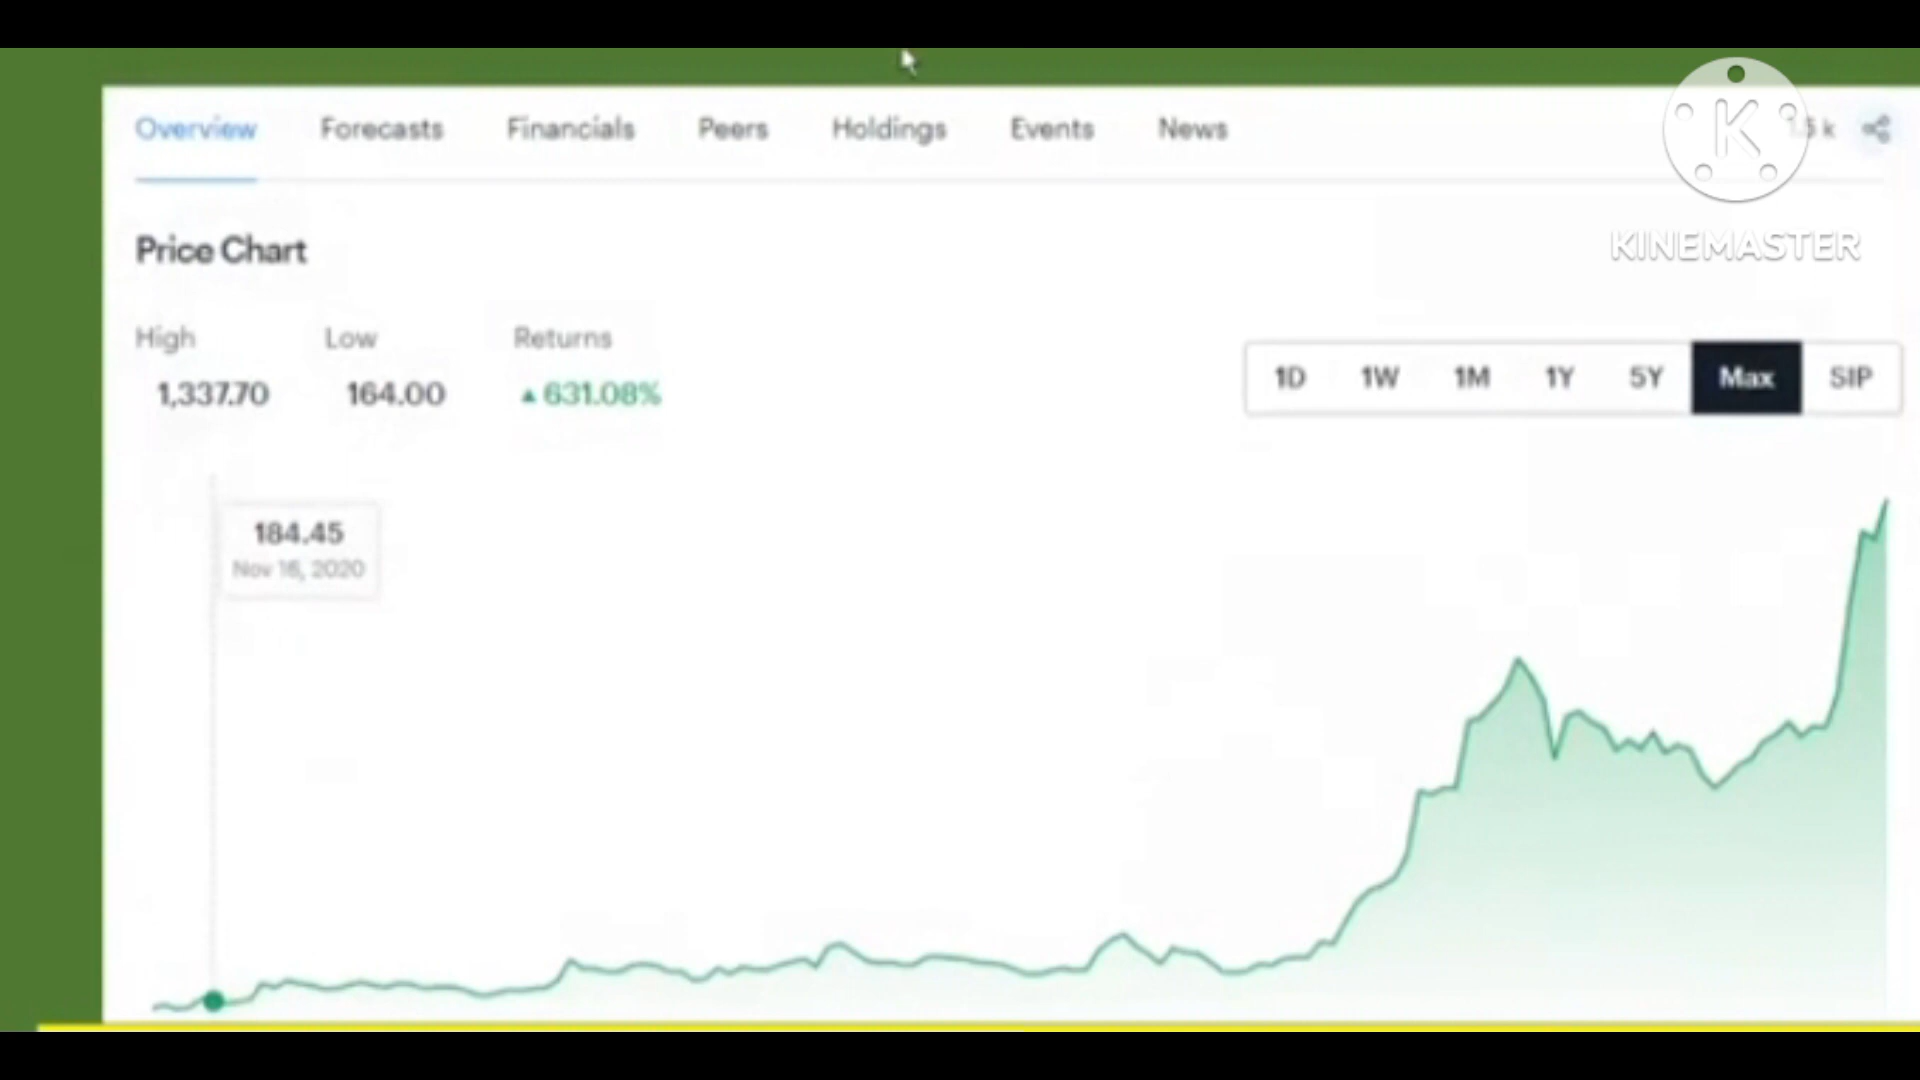 Overview Forecasts Financials Peers Holdings Events News
K
KINEMASTER
Price Chart
High Low Returns
1,337.70 164.00 ▲631.08%
1D 1W 1M 1Y 5Y Max SIP
184.45
Nov 16, 2020